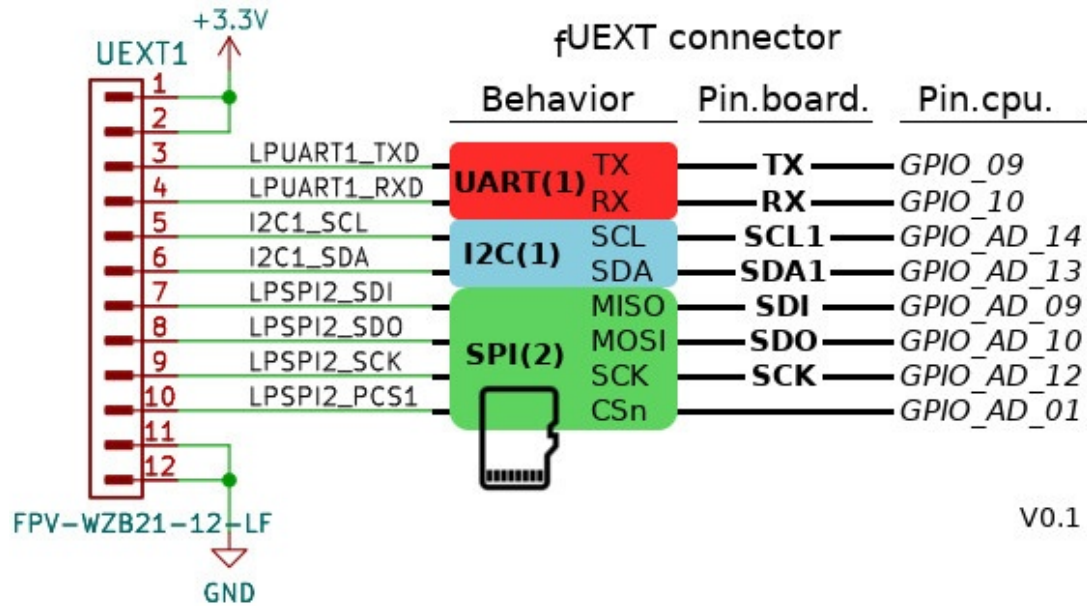 +3.3V
fUEXT connector
UEXT1
Behavior Pin.board. Pin.cpu.
1
2
3 LPUART1_TXD UART(1) TX TX GPIO_09
4 LPUART1_RXD RX RX GPIO_10
5 I2C1_SCL I2C(1) SCL SCL1 GPIO_AD_14
6 I2C1_SDA SDA SDA1 GPIO_AD_13
7 LPSPI2_SDI MISO SDI GPIO_AD_09
8 LPSPI2_SDO SPI(2) MOSI SDO GPIO_AD_10
9 LPSPI2_SCK SCK SCK GPIO_AD_12
10 LPSPI2_PCS1 CSn GPIO_AD_01
11
12
FPV-WZB21-12-LF
V0.1
GND